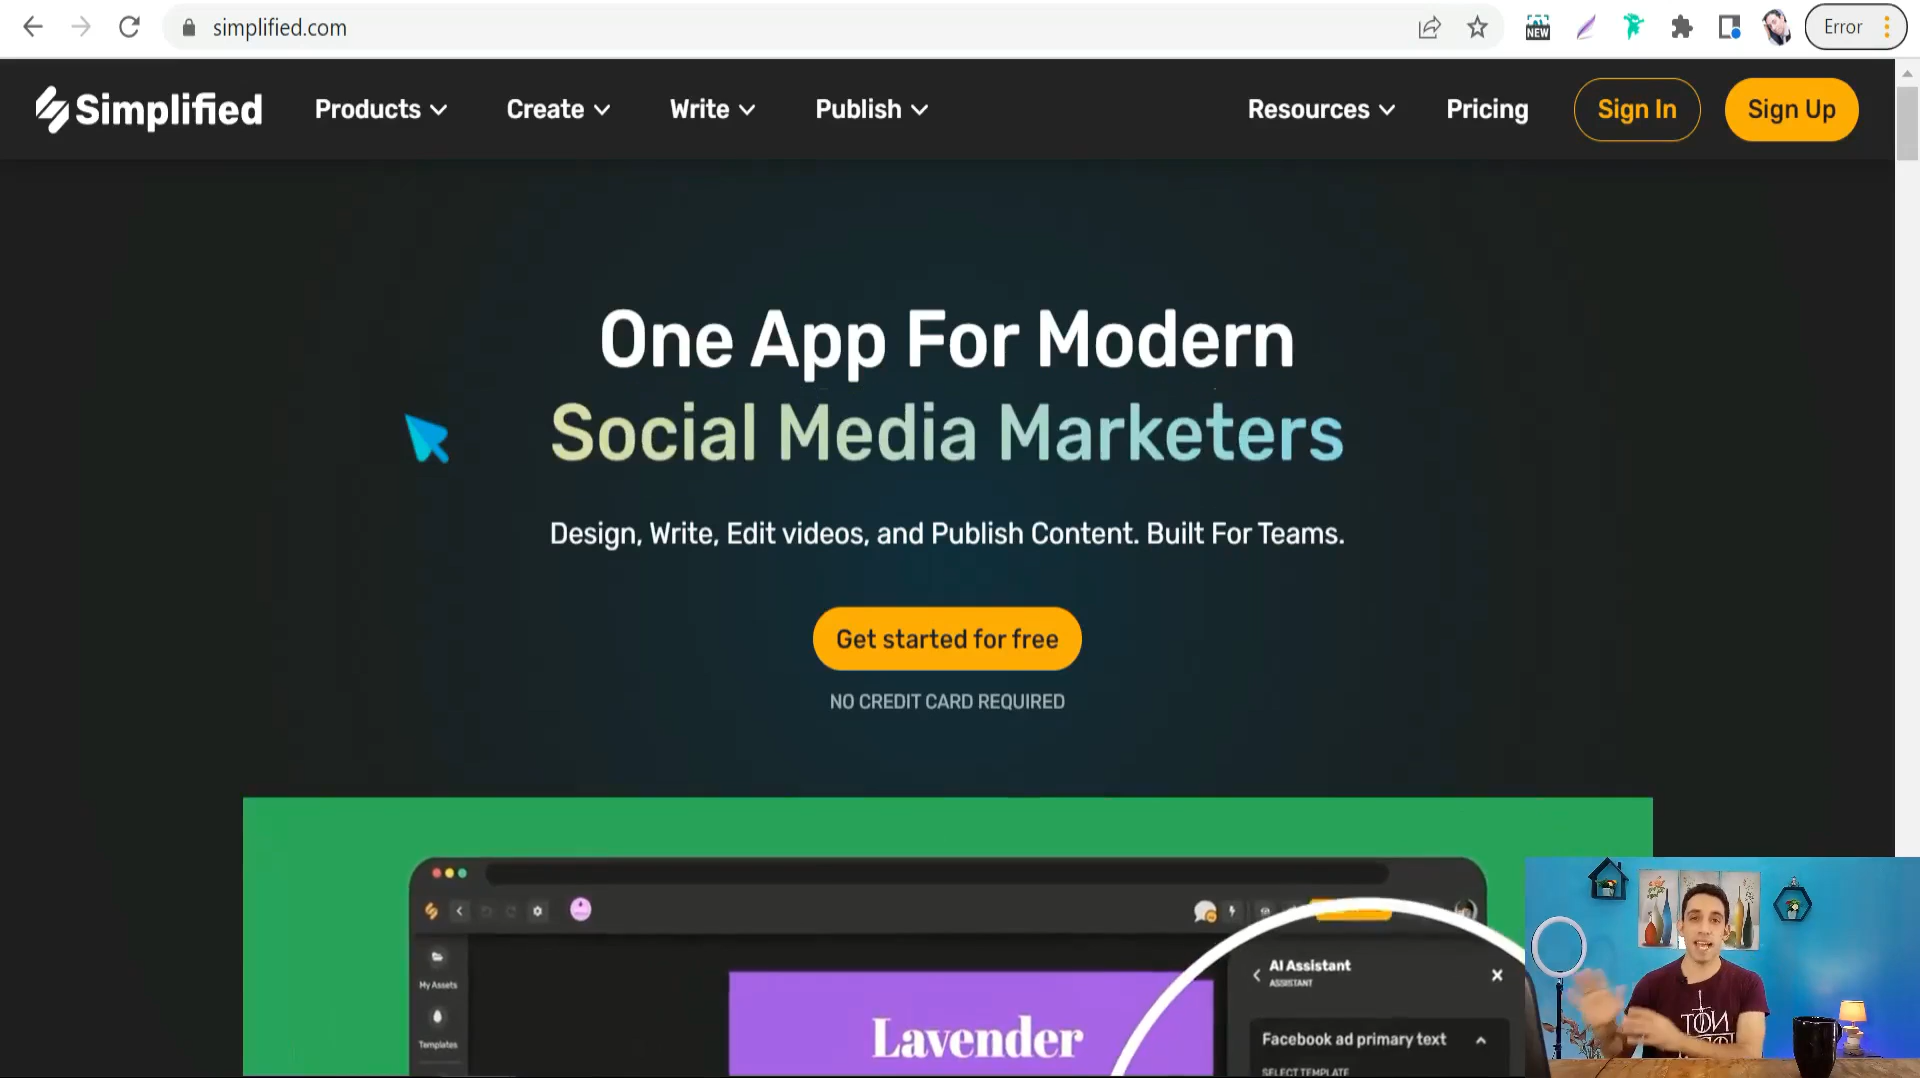 simplified.com
NEW
Error
Simplified
Products
Create
Write
Publish
Resources
Pricing
Sign In
Sign Up
One App For Modern
Social Media Marketers
Design, Write, Edit videos, and Publish Content. Built For Teams.
Get started for free
NO CREDIT CARD REQUIRED
AI Assistant
ASSISTANT
My Assets
Templates
Lavender
Facebook ad primary text
SELECT TEMPLATE